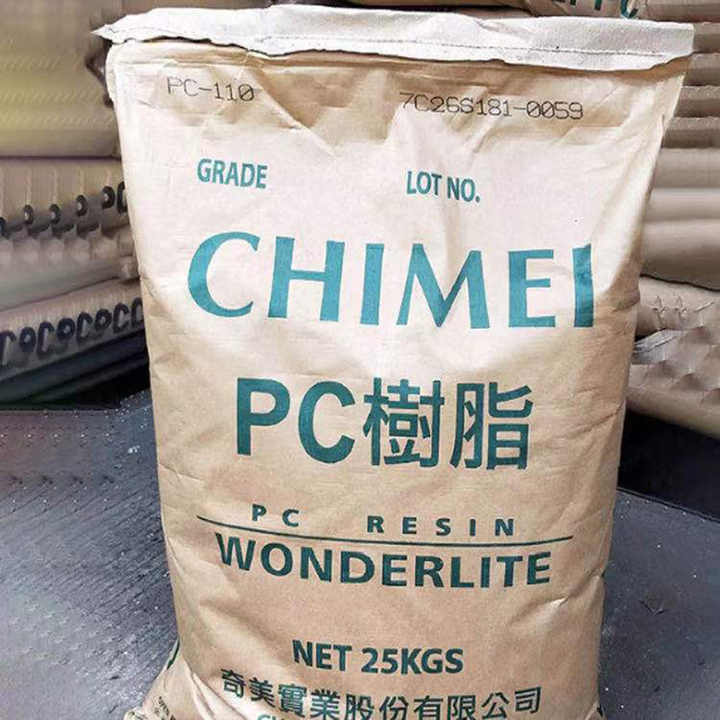 PC-110 7C26S181-0059
GRADE LOT NO.
CHIMEI
PC樹脂
PC RESIN
WONDERLITE
NET 25KGS
奇美實業股份有限公司